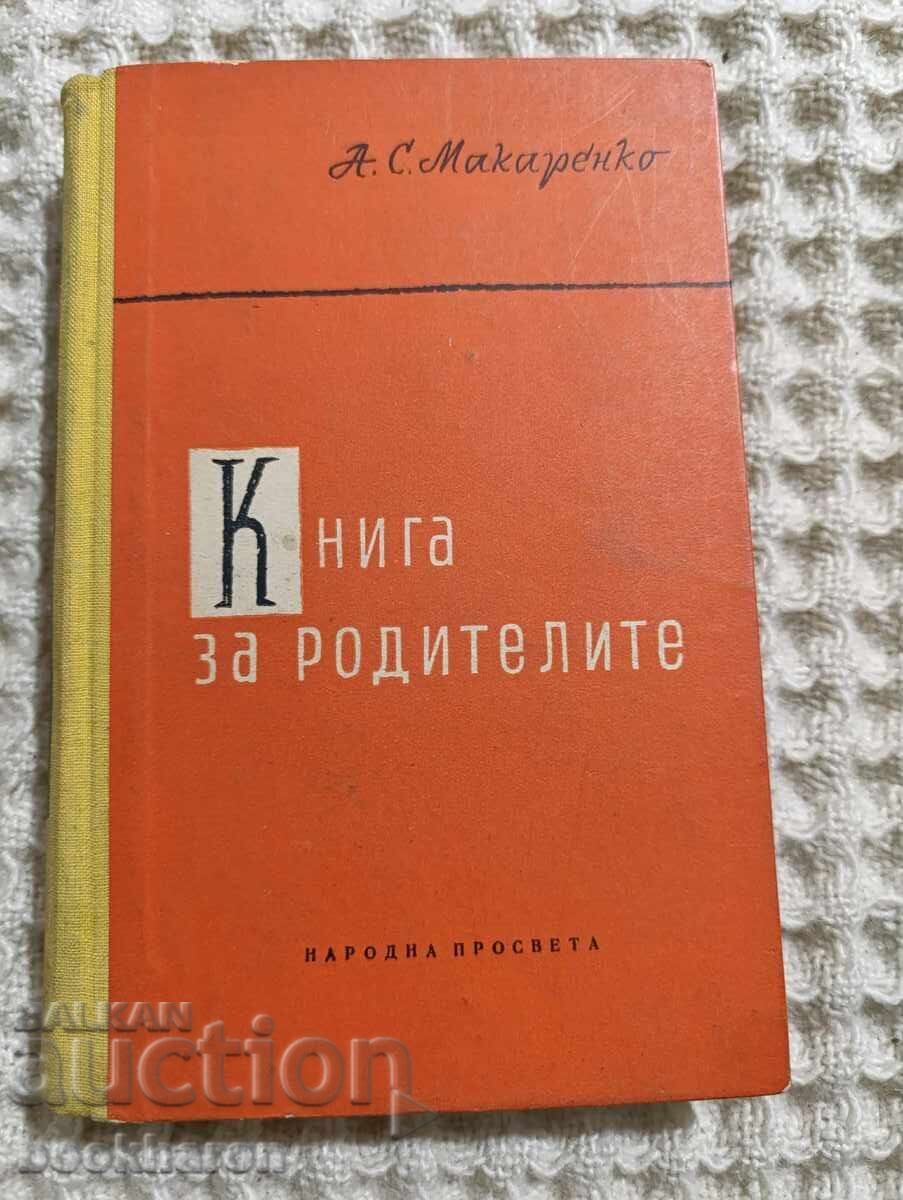 А. С. Макаренко
Книга
за родителите
НАРОДНА ПРОСВЕТА
BALKAN
auction
bookharon